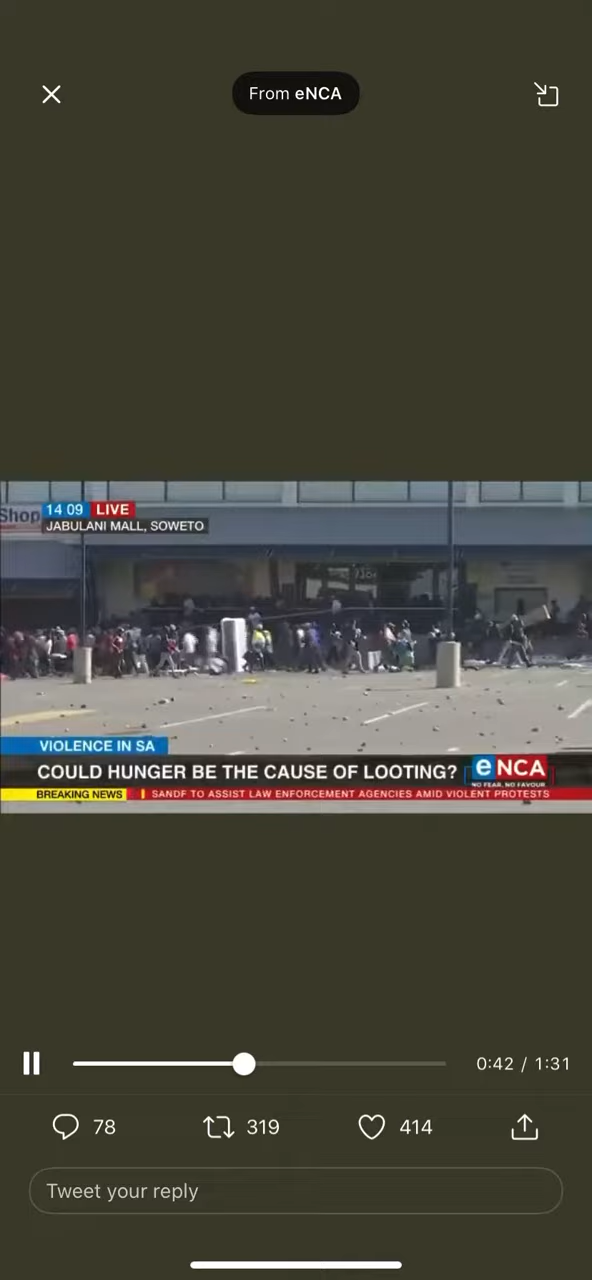 From eNCA
Shop
14 09 LIVE
JABULANI MALL, SOWETO
VIOLENCE IN SA
COULD HUNGER BE THE CAUSE OF LOOTING?
eNCA
NO FEAR. NO FAVOUR.
BREAKING NEWS
SANDF TO ASSIST LAW ENFORCEMENT AGENCIES AMID VIOLENT PROTESTS
0:42 / 1:31
78
319
414
Tweet your reply